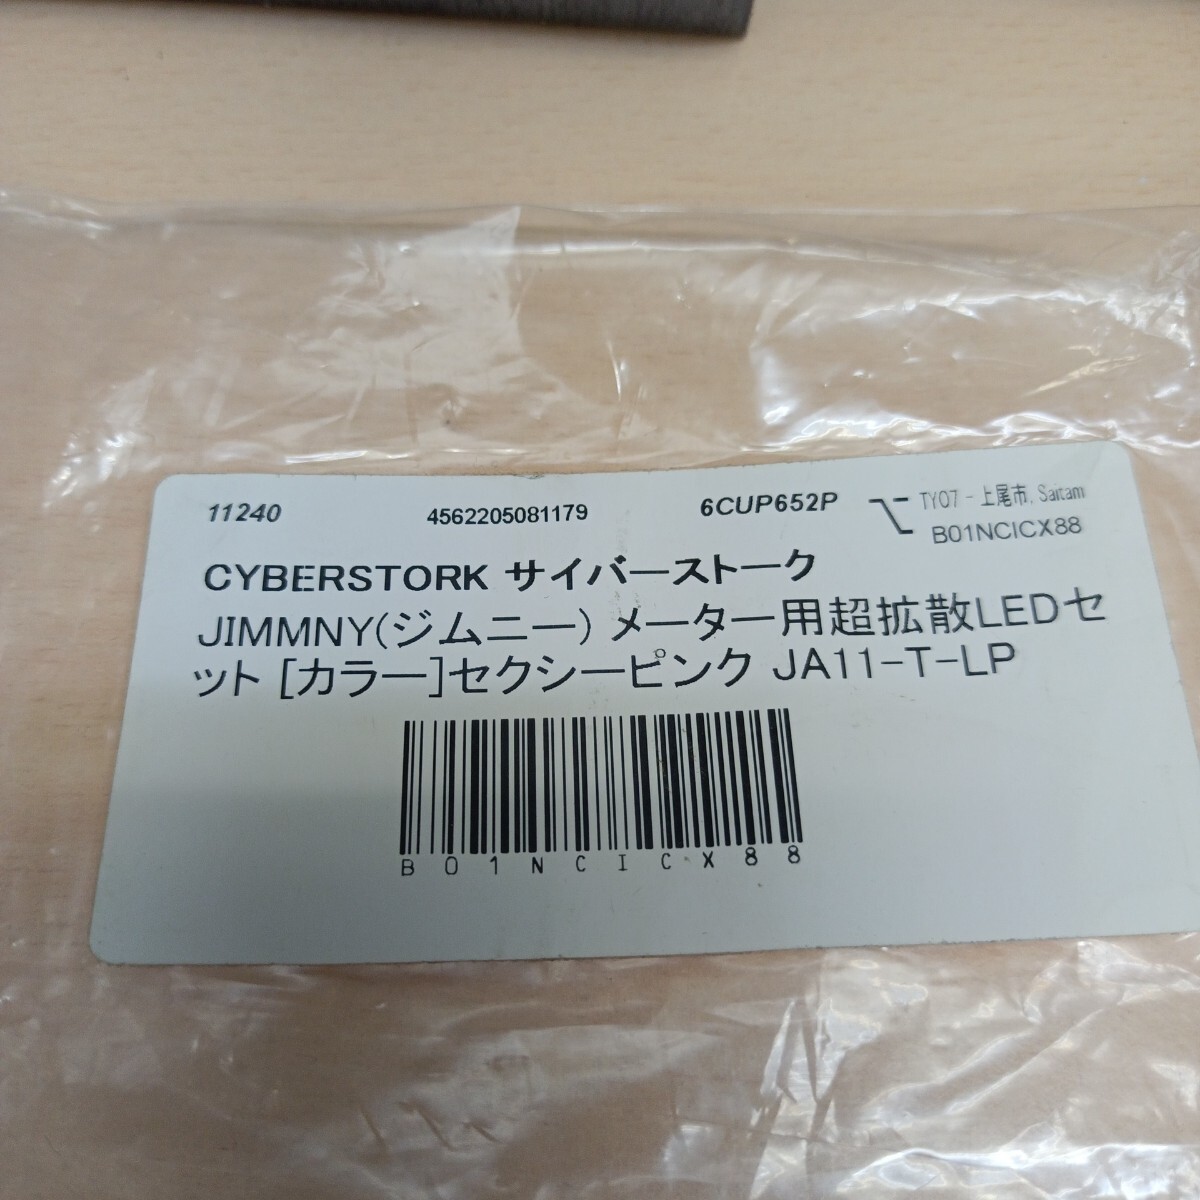 11240 4562205081179 6CUP652P TY07 - 上尾市, Saitam
B01NCICX88
CYBERSTORK サイバーストーク
JIMMNY(ジムニー) メーター用超拡散LEDセ
ット [カラー]セクシーピンク JA11-T-LP
B01NCICX88